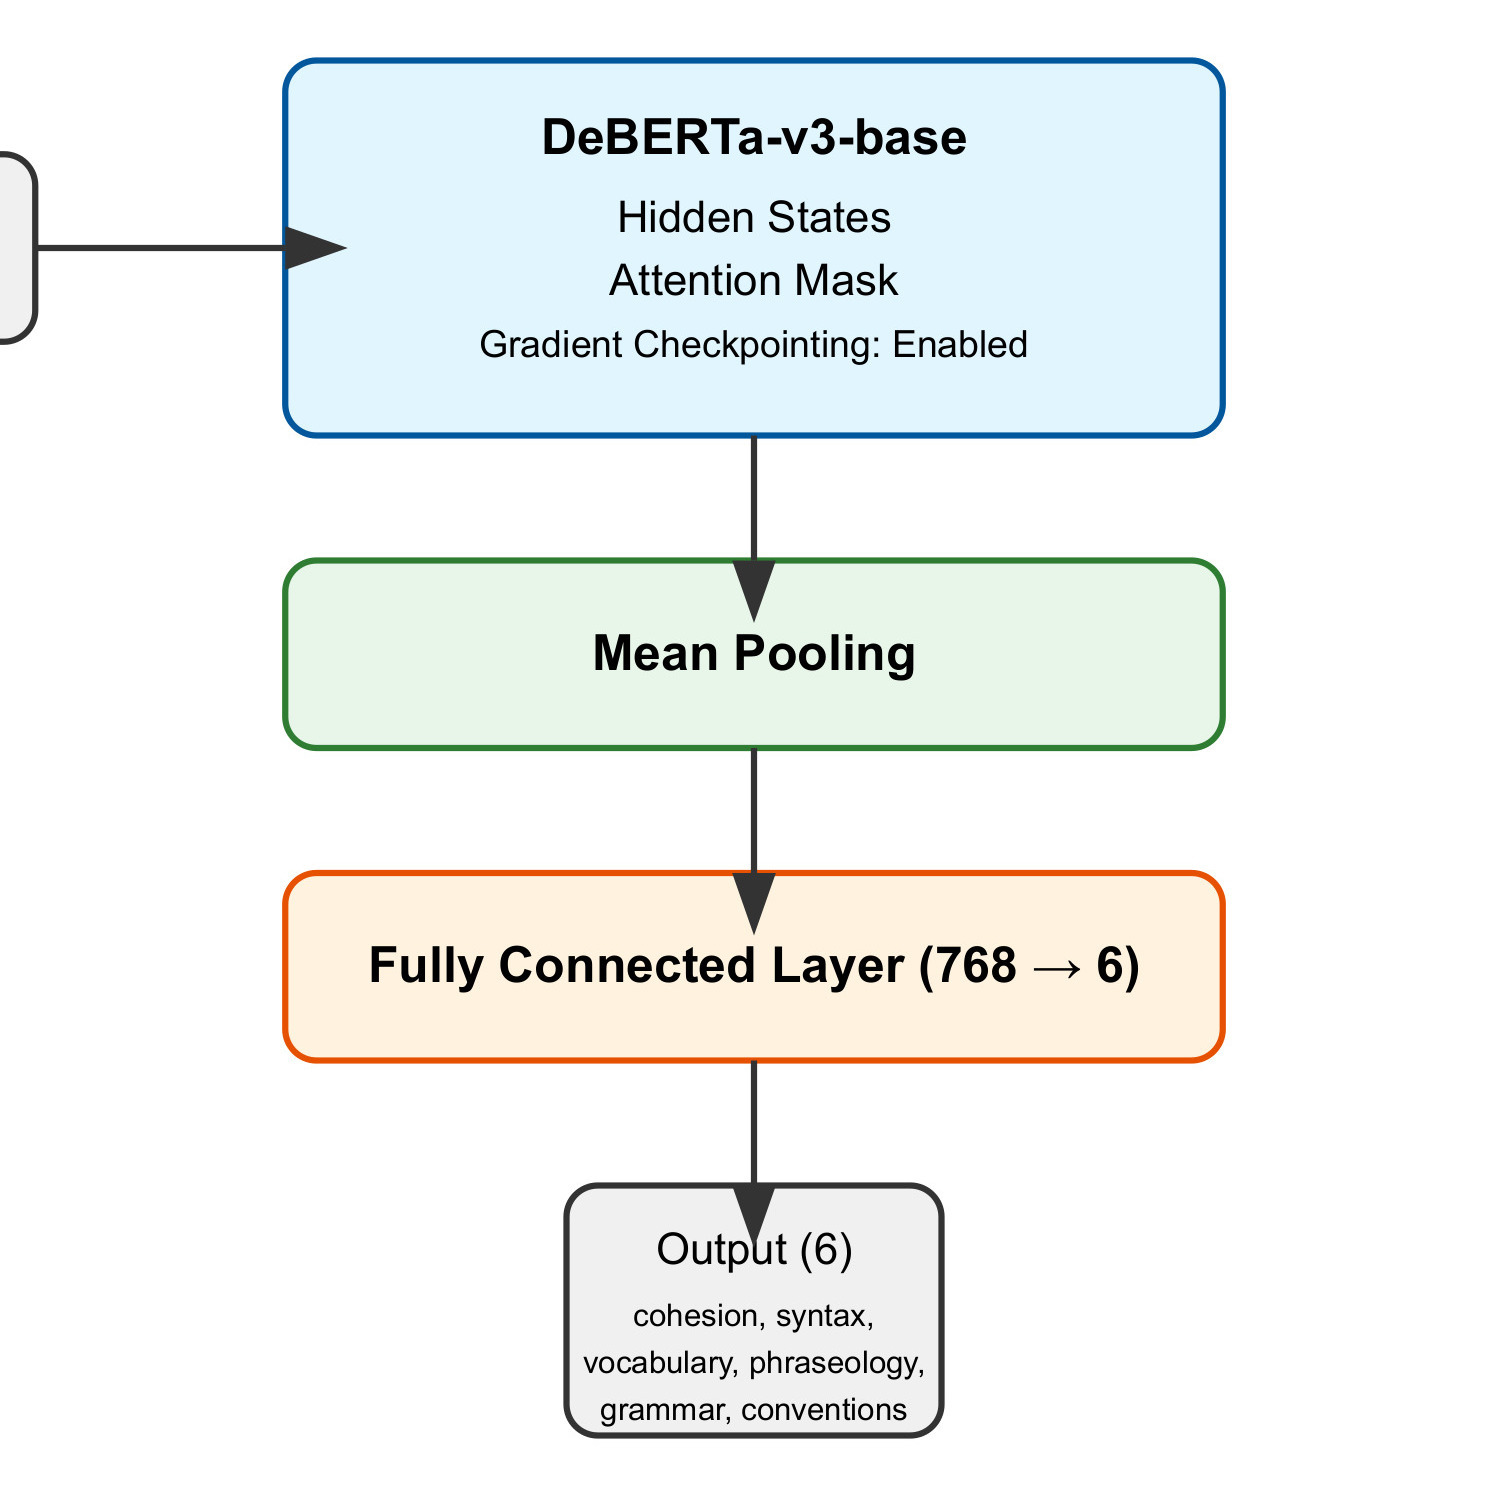 DeBERTa-v3-base
Hidden States
Attention Mask
Gradient Checkpointing: Enabled
Mean Pooling
Fully Connected Layer (768 → 6)
Output (6)
cohesion, syntax,
vocabulary, phraseology,
grammar, conventions